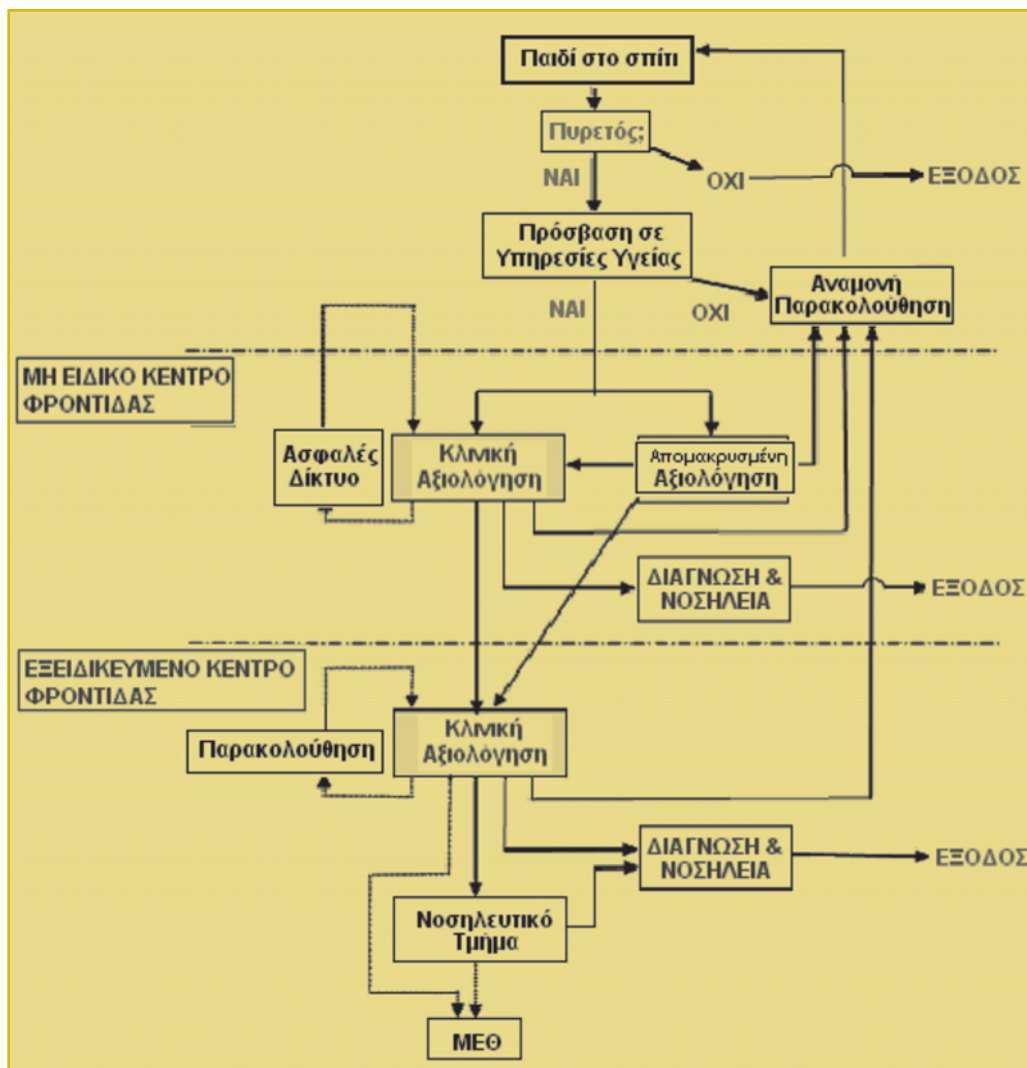 Παιδί στο σπίτι
Πυρετός;
ΝΑΙ
ΟΧΙ
ΕΞΟΔΟΣ
Πρόσβαση σε
Υπηρεσίες Υγείας
ΝΑΙ
ΟΧΙ
Αναμονή
Παρακολούθηση
ΜΗ ΕΙΔΙΚΟ ΚΕΝΤΡΟ
ΦΡΟΝΤΙΔΑΣ
Ασφαλές
Δίκτυο
Κλινική
Αξιολόγηση
Απομακρυσμένη
Αξιολόγηση
ΔΙΑΓΝΩΣΗ &
ΝΟΣΗΛΕΙΑ
ΕΞΟΔΟΣ
ΕΞΕΙΔΙΚΕΥΜΕΝΟ ΚΕΝΤΡΟ
ΦΡΟΝΤΙΔΑΣ
Παρακολούθηση
Κλινική
Αξιολόγηση
ΔΙΑΓΝΩΣΗ &
ΝΟΣΗΛΕΙΑ
ΕΞΟΔΟΣ
Νοσηλευτικό
Τμήμα
ΜΕΘ